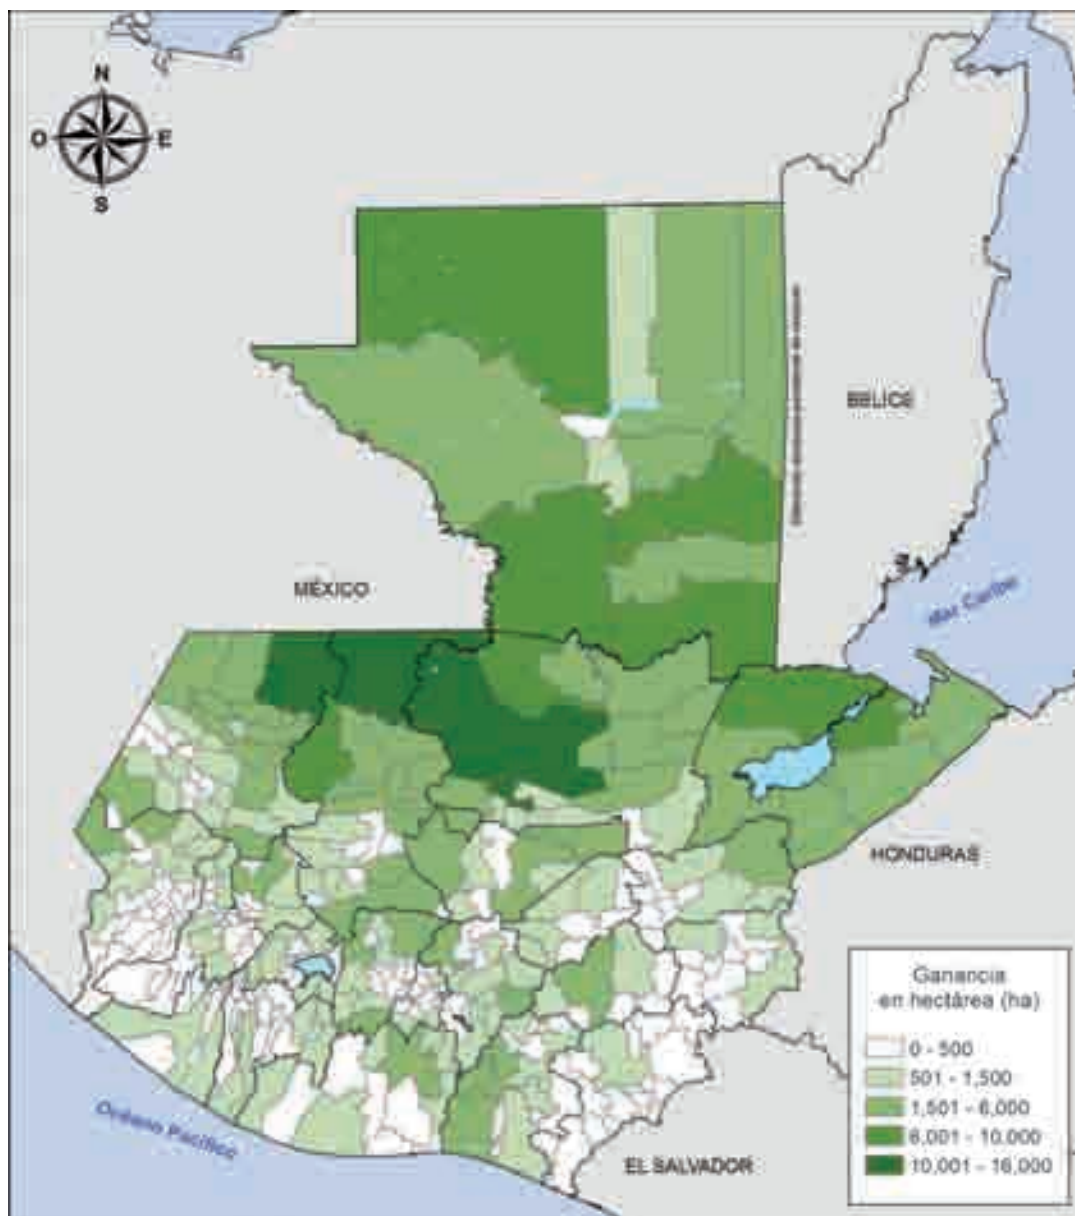 N
O
E
S
BELICE
MÉXICO
Mar Caribe
HONDURAS
Océano Pacífico
EL SALVADOR
Ganancia
en hectárea (ha)
0 - 500
501 - 1,500
1,501 - 6,000
6,001 - 10,000
10,001 - 16,000